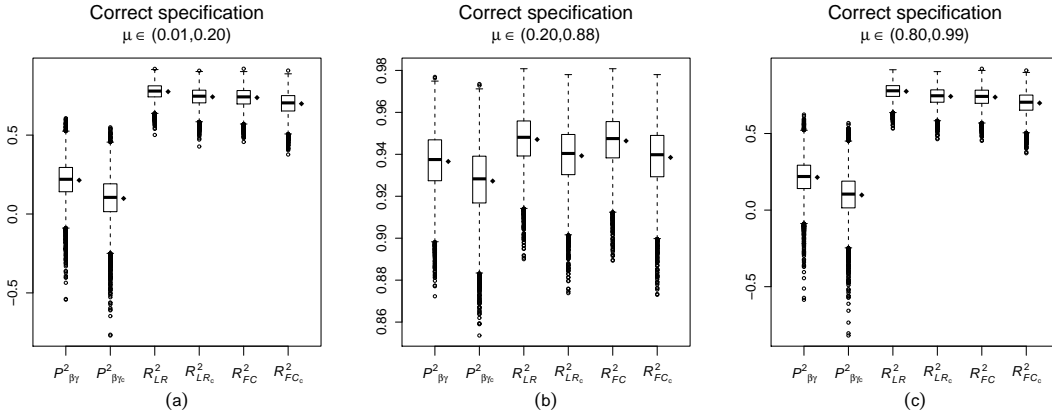 Correct specification
μ ∈ (0.01,0.20)
0.5
0.0
−0.5
P²βγ P²βγc R²LR R²LRc R²FC R²FCc
(a)
Correct specification
μ ∈ (0.20,0.88)
0.98
0.96
0.94
0.92
0.90
0.88
0.86
P²βγ P²βγc R²LR R²LRc R²FC R²FCc
(b)
Correct specification
μ ∈ (0.80,0.99)
0.5
0.0
−0.5
P²βγ P²βγc R²LR R²LRc R²FC R²FCc
(c)